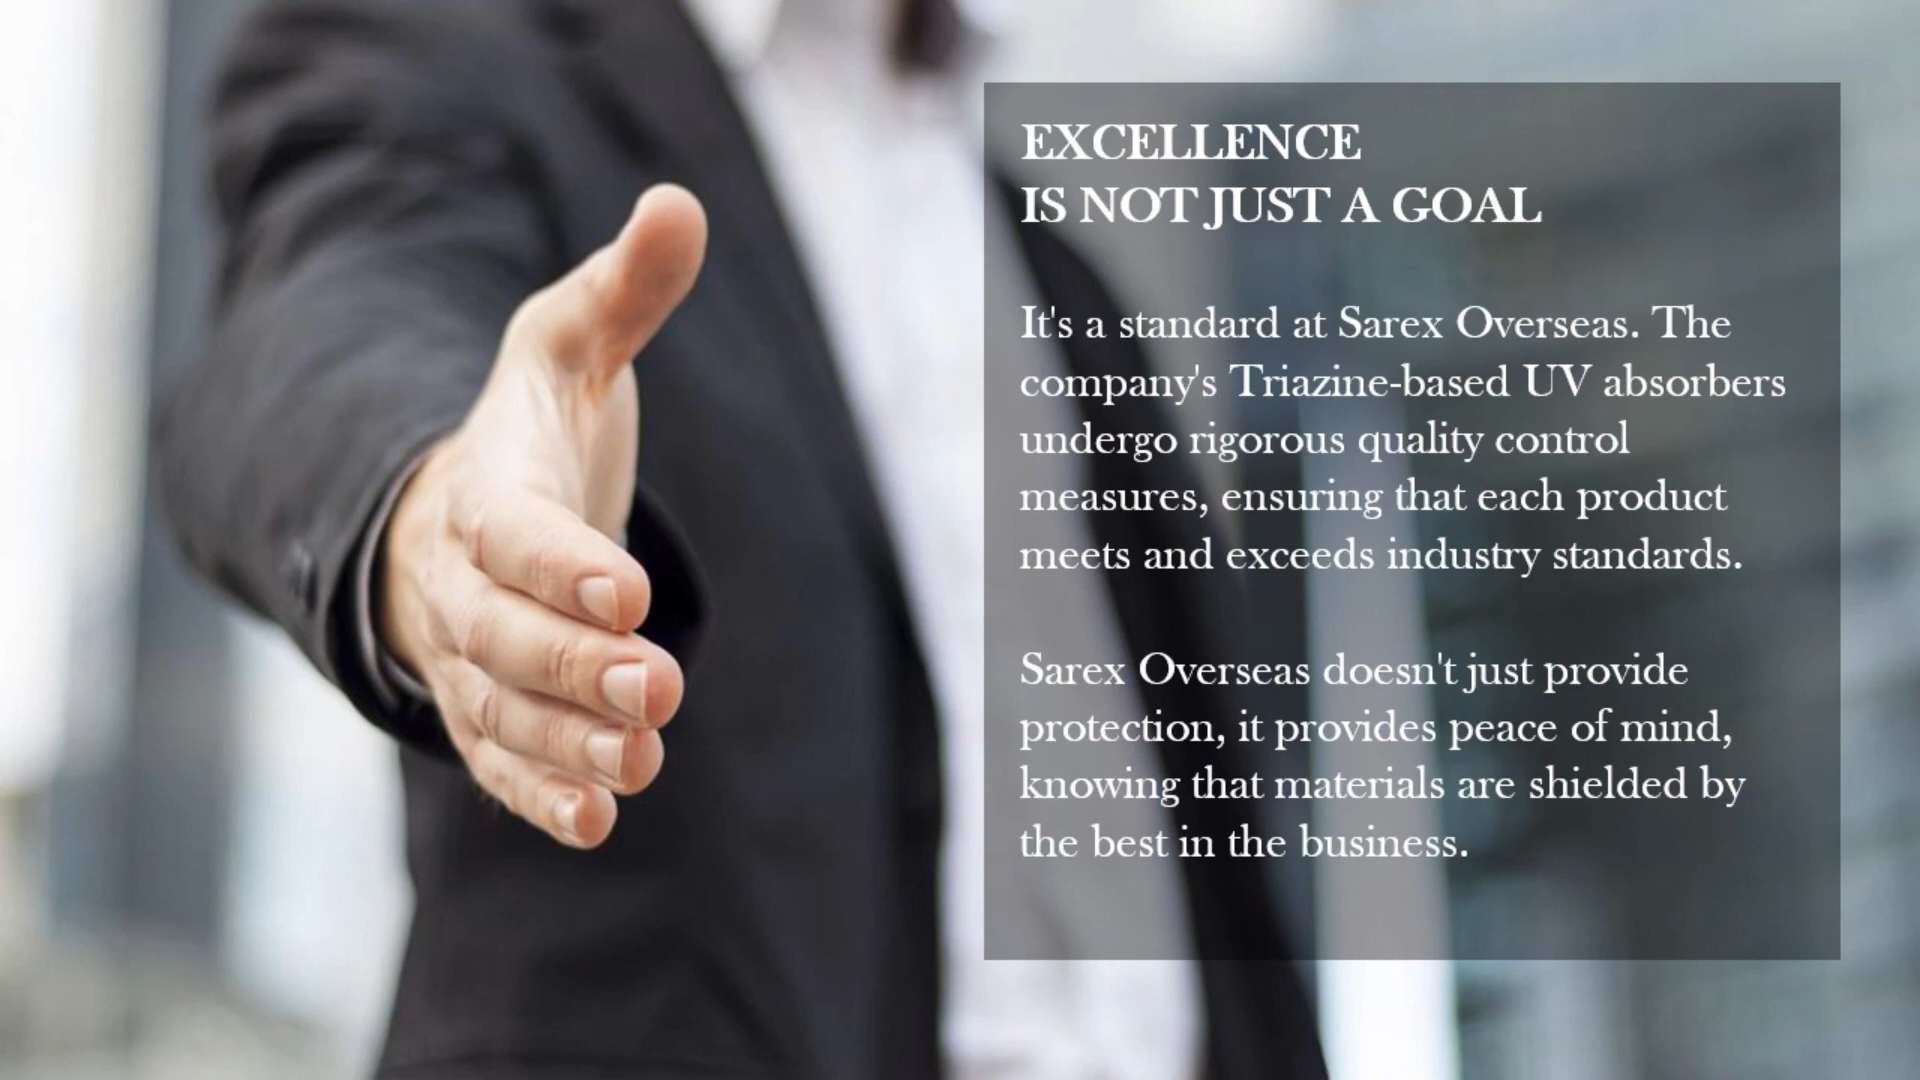 EXCELLENCE
IS NOT JUST A GOAL
It's a standard at Sarex Overseas. The
company's Triazine-based UV absorbers
undergo rigorous quality control
measures, ensuring that each product
meets and exceeds industry standards.
Sarex Overseas doesn't just provide
protection, it provides peace of mind,
knowing that materials are shielded by
the best in the business.